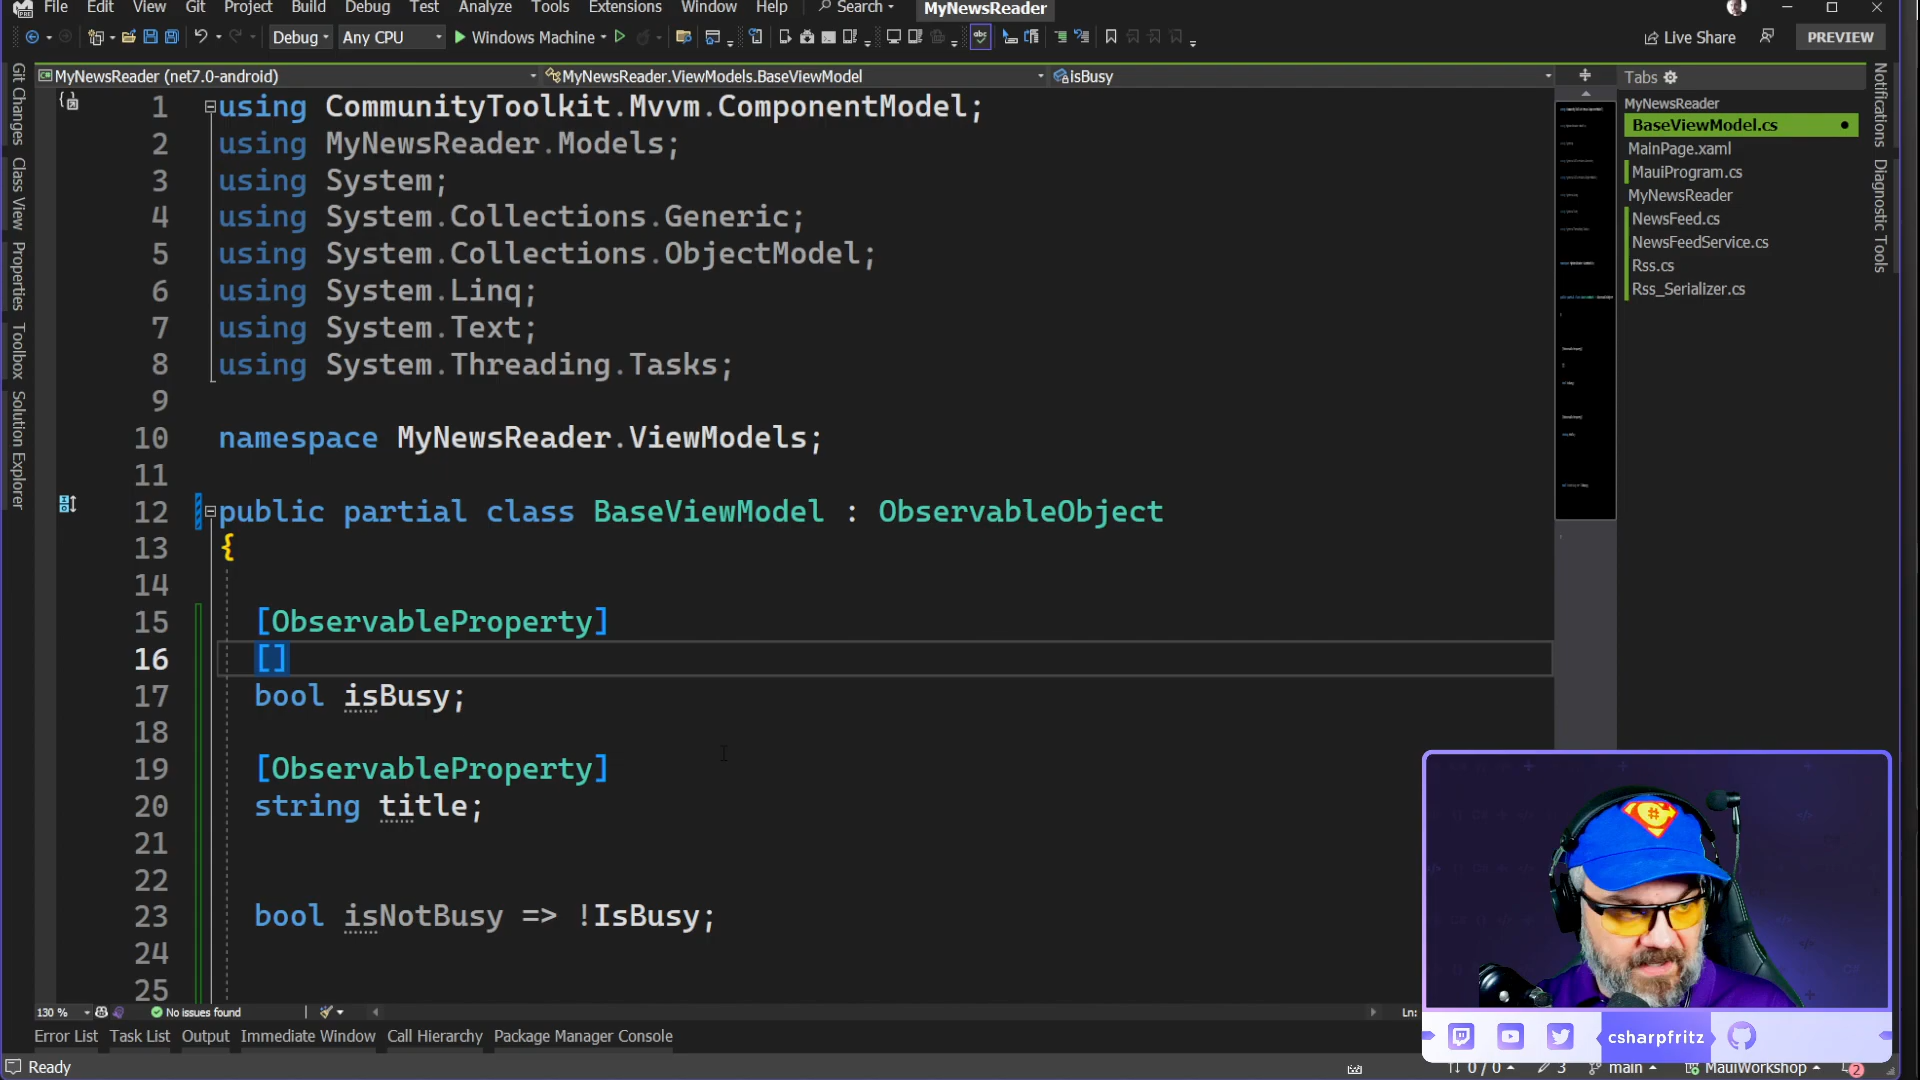 File Edit View Git Project Build Debug Test Analyze Tools Extensions Window Help Search MyNewsReader
Debug Any CPU Windows Machine Live Share PREVIEW
MyNewsReader (net7.0-android) MyNewsReader.ViewModels.BaseViewModel isBusy
Git Changes
Class View
Properties
Toolbox
Solution Explorer
1 using CommunityToolkit.Mvvm.ComponentModel;
2 using MyNewsReader.Models;
3 using System;
4 using System.Collections.Generic;
5 using System.Collections.ObjectModel;
6 using System.Linq;
7 using System.Text;
8 using System.Threading.Tasks;
9
10 namespace MyNewsReader.ViewModels;
11
12 public partial class BaseViewModel : ObservableObject
13 {
14
15 [ObservableProperty]
16 []
17 bool isBusy;
18
19 [ObservableProperty]
20 string title;
21
22
23 bool isNotBusy => !IsBusy;
24
25
Tabs
MyNewsReader
BaseViewModel.cs
MainPage.xaml
MauiProgram.cs
MyNewsReader
NewsFeed.cs
NewsFeedService.cs
Rss.cs
Rss_Serializer.cs
Notifications
Diagnostic Tools
130 % No issues found Ln:
Error List Task List Output Immediate Window Call Hierarchy Package Manager Console
csharpfritz
Ready 0 / 0 3 main MauiWorkshop 2